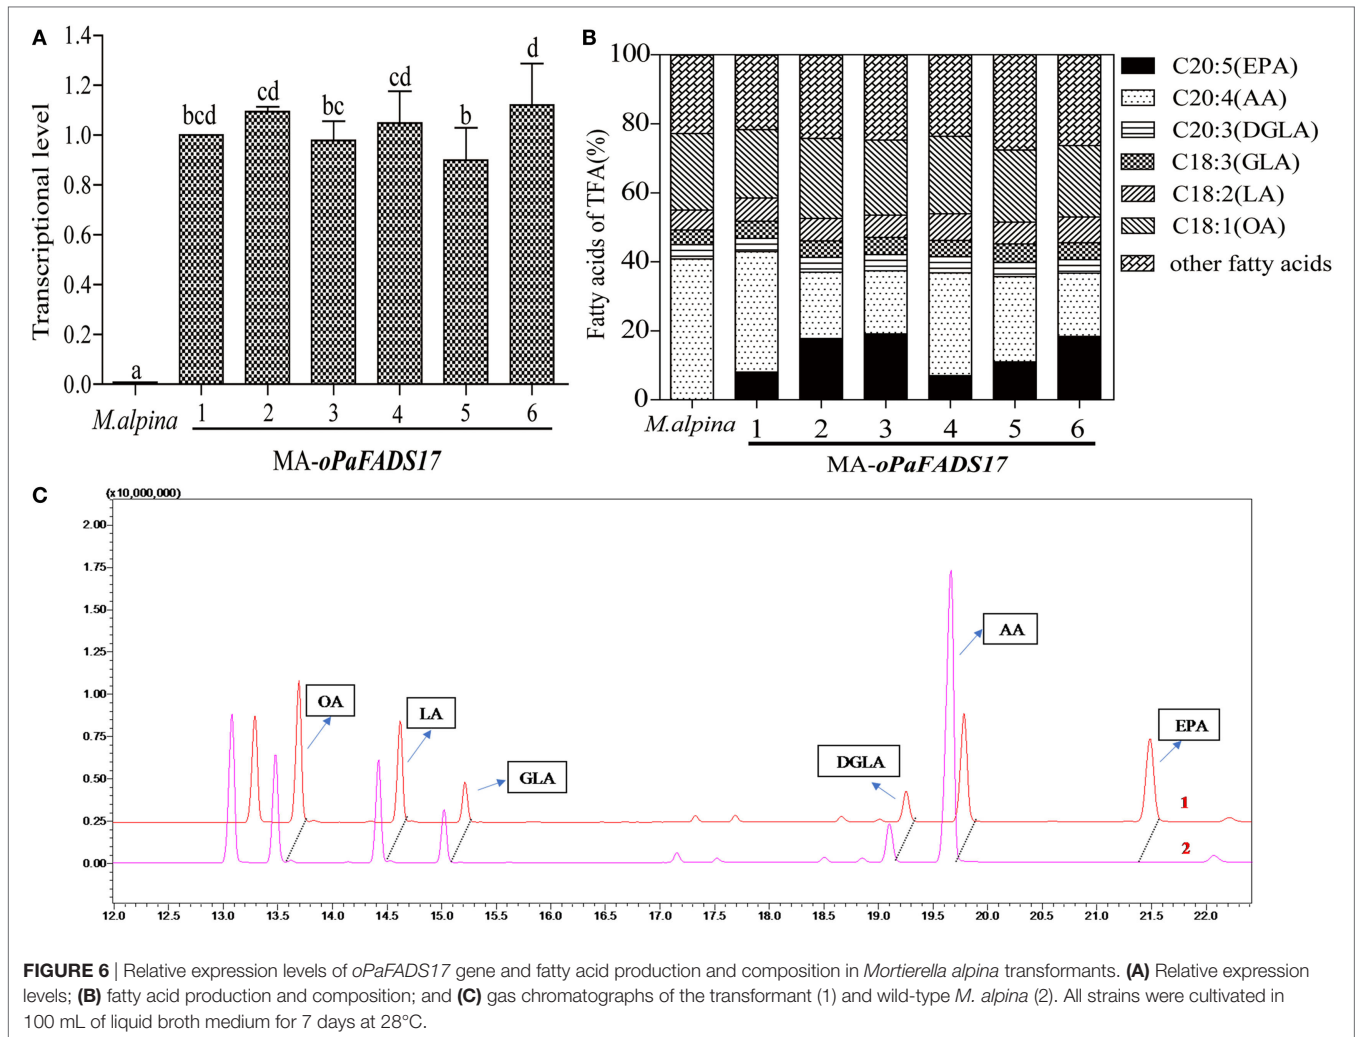 A
1.4
1.2
1.0
0.8
0.6
0.4
0.2
0.0
Transcriptional level
a
bcd
cd
bc
cd
b
d
M.alpina 1 2 3 4 5 6
MA-oPaFADS17
B
100
80
60
40
20
0
Fatty acids of TFA(%)
M.alpina 1 2 3 4 5 6
MA-oPaFADS17
C20:5(EPA)
C20:4(AA)
C20:3(DGLA)
C18:3(GLA)
C18:2(LA)
C18:1(OA)
other fatty acids
C
(x10,000,000)
2.00
1.75
1.50
1.25
1.00
0.75
0.50
0.25
0.00
OA
LA
GLA
DGLA
AA
EPA
1
2
12.0 12.5 13.0 13.5 14.0 14.5 15.0 15.5 16.0 16.5 17.0 17.5 18.0 18.5 19.0 19.5 20.0 20.5 21.0 21.5 22.0
FIGURE 6 | Relative expression levels of oPaFADS17 gene and fatty acid production and composition in Mortierella alpina transformants. (A) Relative expression
levels; (B) fatty acid production and composition; and (C) gas chromatographs of the transformant (1) and wild-type M. alpina (2). All strains were cultivated in
100 mL of liquid broth medium for 7 days at 28°C.